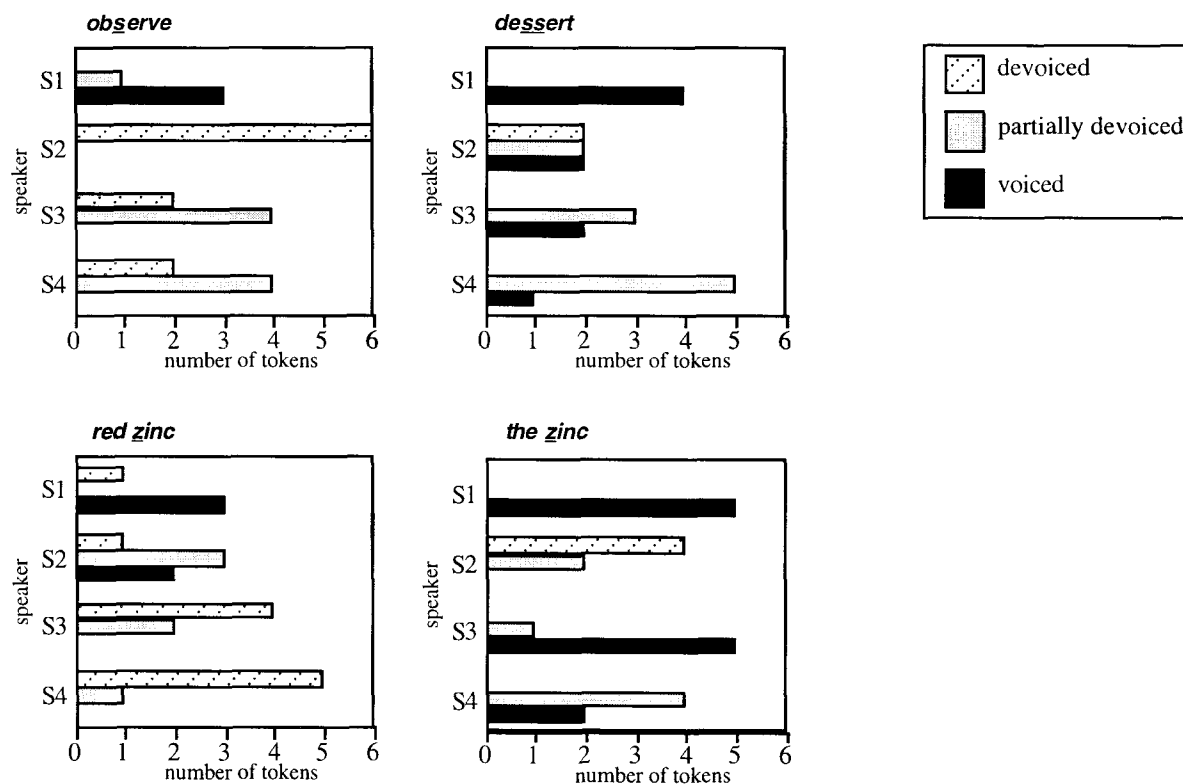 observe
S1
S2
S3
S4
speaker
0 1 2 3 4 5 6
number of tokens
dessert
S1
S2
S3
S4
speaker
0 1 2 3 4 5 6
number of tokens
devoiced
partially devoiced
voiced
red zinc
S1
S2
S3
S4
speaker
0 1 2 3 4 5 6
number of tokens
the zinc
S1
S2
S3
S4
speaker
0 1 2 3 4 5 6
number of tokens